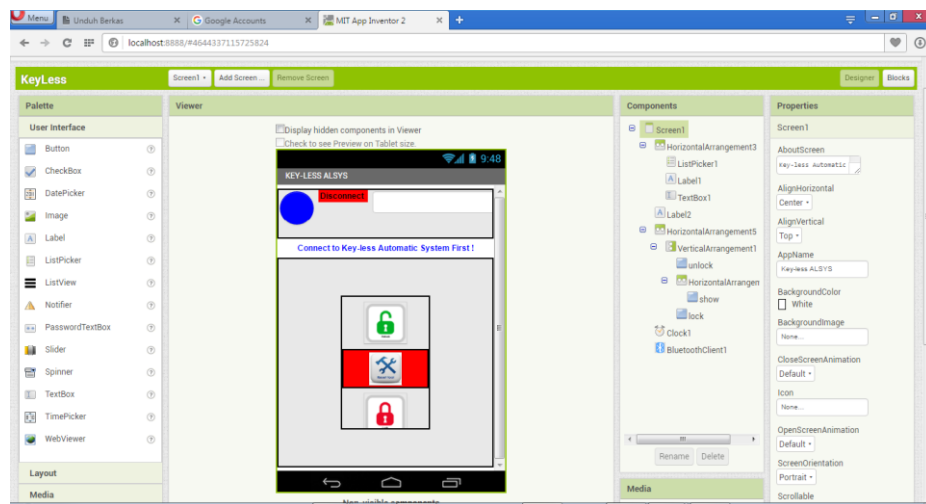 Menu
Unduh Berkas
Google Accounts
MIT App Inventor 2
localhost:8888/#4644337115725824
KeyLess
Screen1
Add Screen...
Remove Screen
Designer
Blocks
Palette
Viewer
Components
Properties
User Interface
Button
CheckBox
DatePicker
Image
Label
ListPicker
ListView
Notifier
PasswordTextBox
Slider
Spinner
TextBox
TimePicker
WebViewer
Layout
Media
Display hidden components in Viewer
Check to see Preview on Tablet size.
9:48
KEY-LESS ALSYS
Disconnect
Connect to Key-less Automatic System First !
Non-visible components
Screen1
HorizontalArrangement3
ListPicker1
Label1
TextBox1
Label2
HorizontalArrangement5
VerticalArrangement1
unlock
HorizontalArrangen
show
lock
Clock1
BluetoothClient1
Rename
Delete
Media
Screen1
AboutScreen
Key-less Automatic
AlignHorizontal
Center
AlignVertical
Top
AppName
Key-less ALSYS
BackgroundColor
White
BackgroundImage
None...
CloseScreenAnimation
Default
Icon
None...
OpenScreenAnimation
Default
ScreenOrientation
Portrait
Scrollable